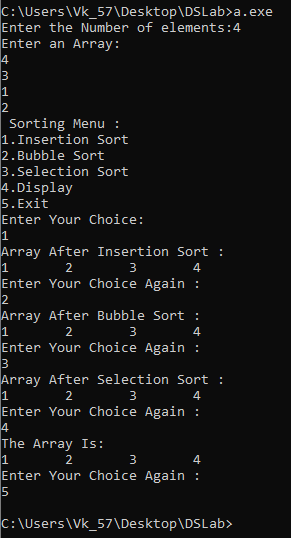 C:\Users\Vk_57\Desktop\DSLab>a.exe
Enter the Number of elements:4
Enter an Array:
4
3
1
2
 Sorting Menu :
1.Insertion Sort
2.Bubble Sort
3.Selection Sort
4.Display
5.Exit
Enter Your Choice:
1
Array After Insertion Sort :
1       2       3       4
Enter Your Choice Again :
2
Array After Bubble Sort :
1       2       3       4
Enter Your Choice Again :
3
Array After Selection Sort :
1       2       3       4
Enter Your Choice Again :
4
The Array Is:
1       2       3       4
Enter Your Choice Again :
5
C:\Users\Vk_57\Desktop\DSLab>